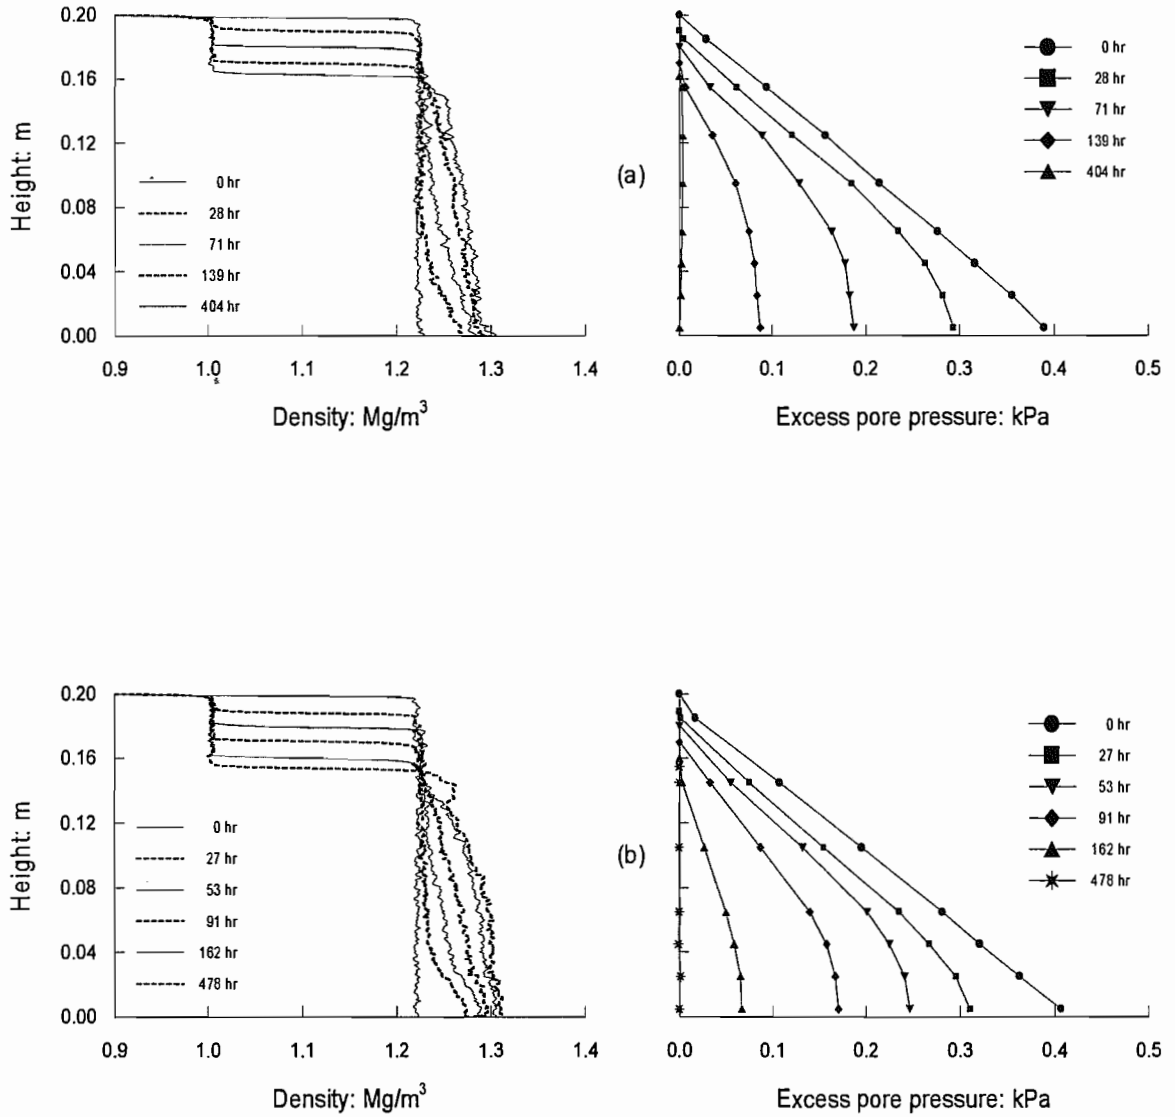 0.20
0.16
0.12
0.08
0.04
0.00
Height: m
0 hr
28 hr
71 hr
139 hr
404 hr
0.9 1.0 1.1 1.2 1.3 1.4
Density: Mg/m³
(a)
0 hr
28 hr
71 hr
139 hr
404 hr
0.0 0.1 0.2 0.3 0.4 0.5
Excess pore pressure: kPa
0.20
0.16
0.12
0.08
0.04
0.00
Height: m
0 hr
27 hr
53 hr
91 hr
162 hr
478 hr
0.9 1.0 1.1 1.2 1.3 1.4
Density: Mg/m³
(b)
0 hr
27 hr
53 hr
91 hr
162 hr
478 hr
0.0 0.1 0.2 0.3 0.4 0.5
Excess pore pressure: kPa